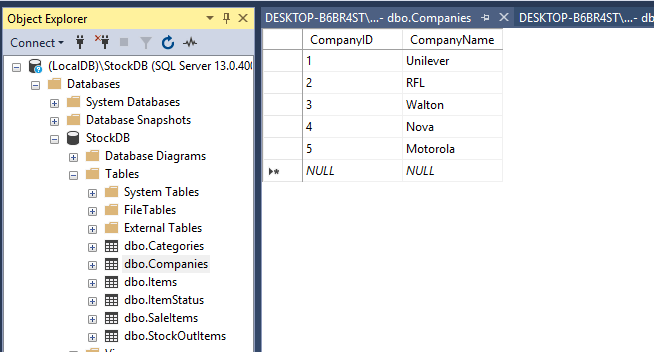 Object Explorer
Connect
(LocalDB)\StockDB (SQL Server 13.0.40
Databases
System Databases
Database Snapshots
StockDB
Database Diagrams
Tables
System Tables
FileTables
External Tables
dbo.Categories
dbo.Companies
dbo.Items
dbo.ItemStatus
dbo.SaleItems
dbo.StockOutItems
DESKTOP-B6BR4ST\...- dbo.Companies
DESKTOP-B6BR4ST\...- db
CompanyID CompanyName
1 Unilever
2 RFL
3 Walton
4 Nova
5 Motorola
NULL NULL